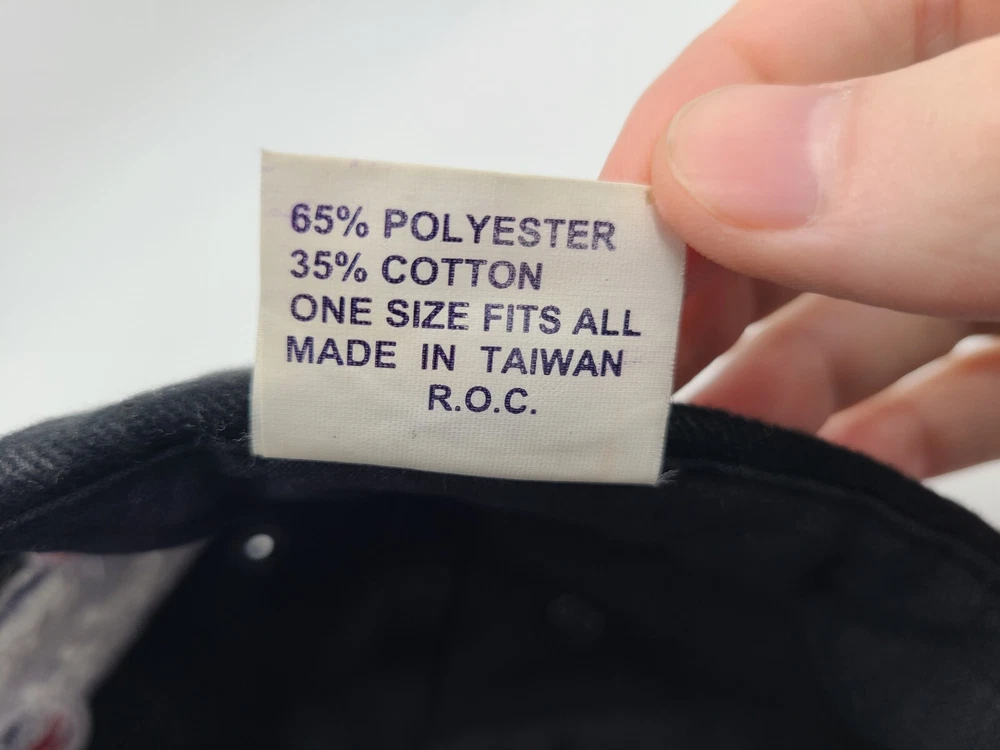 65% POLYESTER
35% COTTON
ONE SIZE FITS ALL
MADE IN TAIWAN
R.O.C.